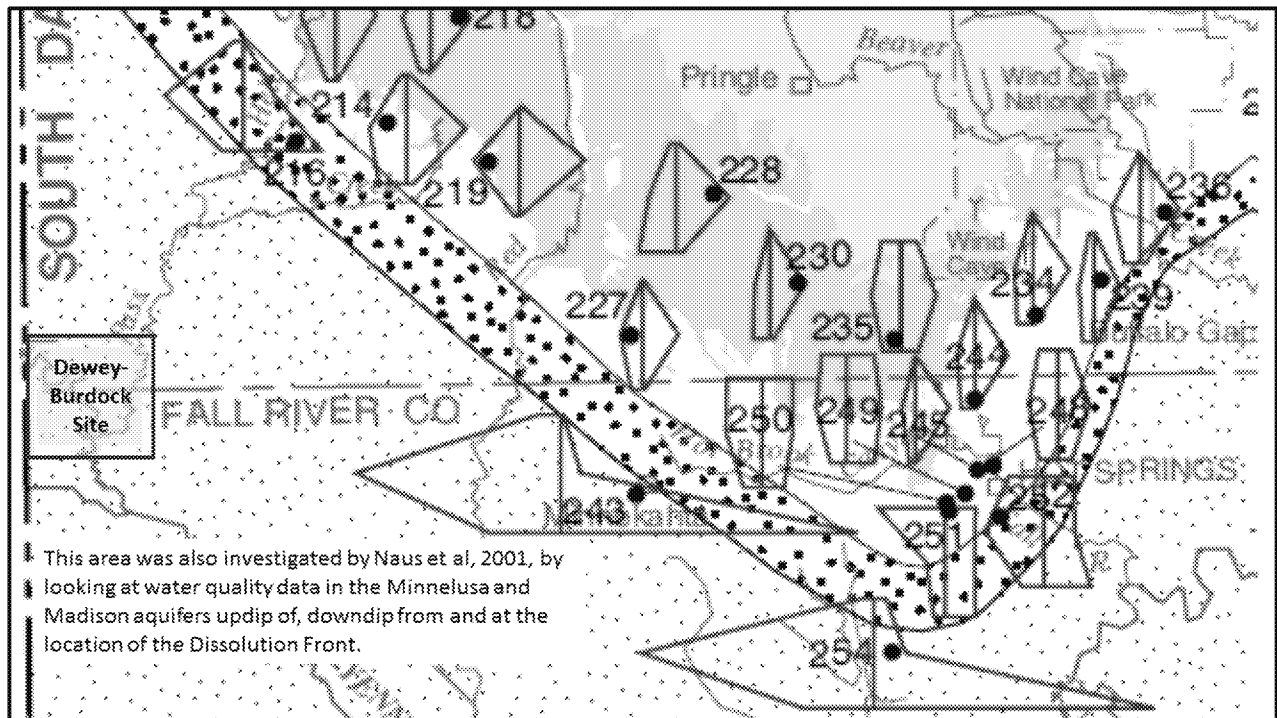 218
SOUTH DA
Beaver
Pringle
Wind Cave
National Park
2
214
216
219
228
236
230
Wind
Cave
234
239
227
235
Buffalo Gap
244
Dewey-
Burdock
Site
FALL RIVER CO
250
249
245
248
SPRINGS
252
243
251
This area was also investigated by Naus et al, 2001, by
looking at water quality data in the Minnelusa and
Madison aquifers updip of, downdip from and at the
location of the Dissolution Front.
254